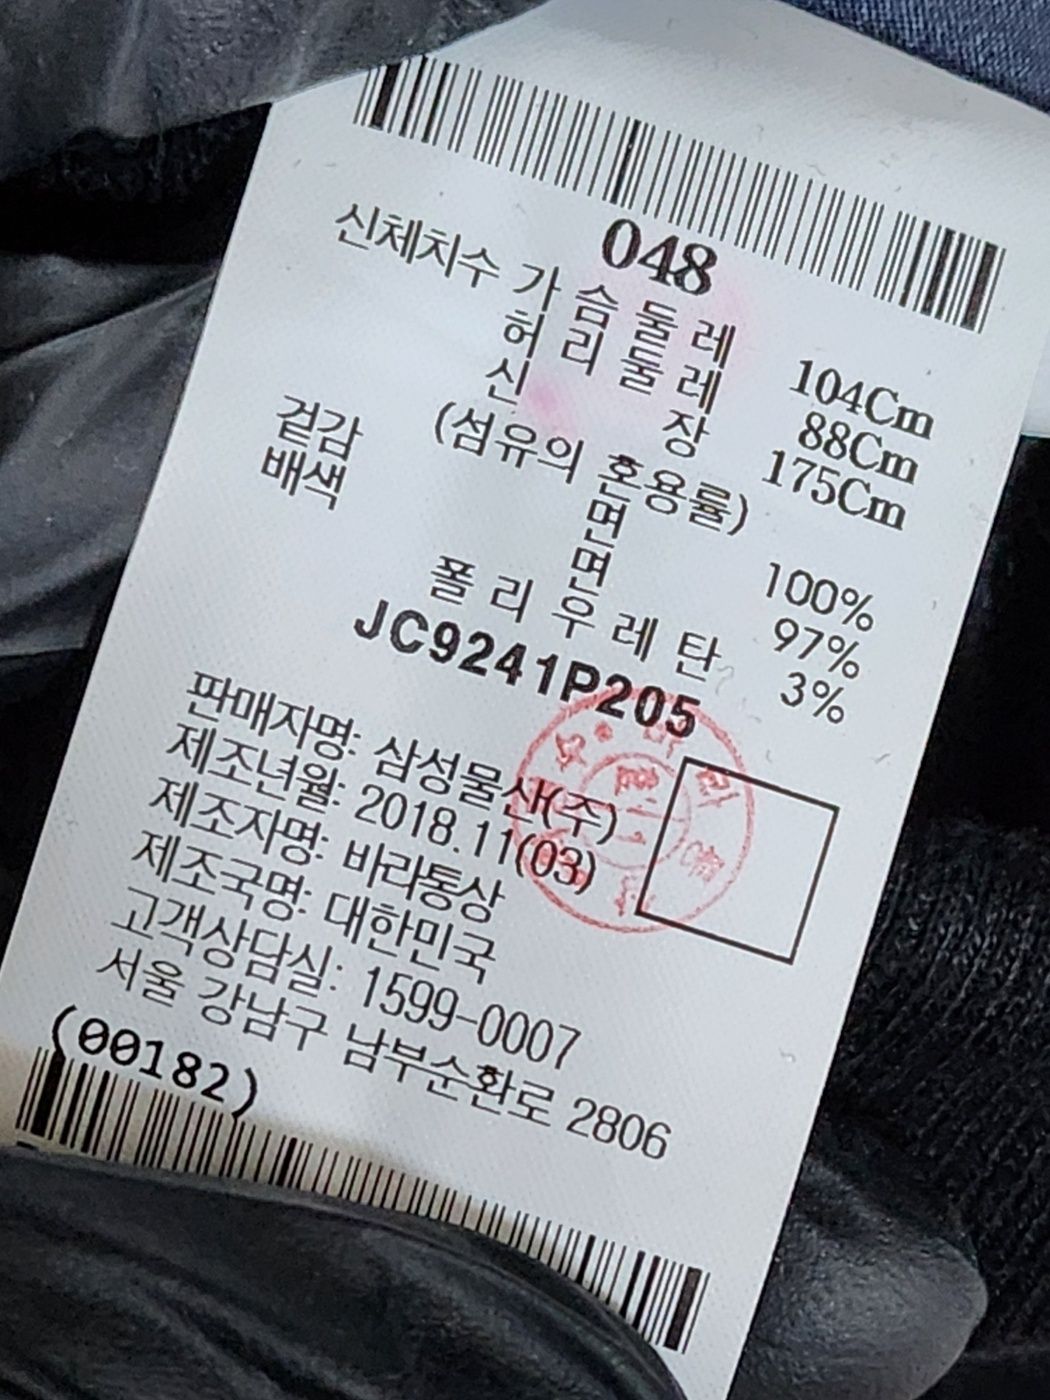 048
신체치수 가슴둘레 104Cm
허리둘레 88Cm
신장 175Cm
(섬유의 혼용률)
겉감 면 100%
배색 면 97%
폴리우레탄 3%
JC9241P205
판매자명: 삼성물산(주)
제조년월: 2018.11(03)
제조자명: 바라통상
제조국명: 대한민국
고객상담실: 1599-0007
서울 강남구 남부순환로 2806
(00182)